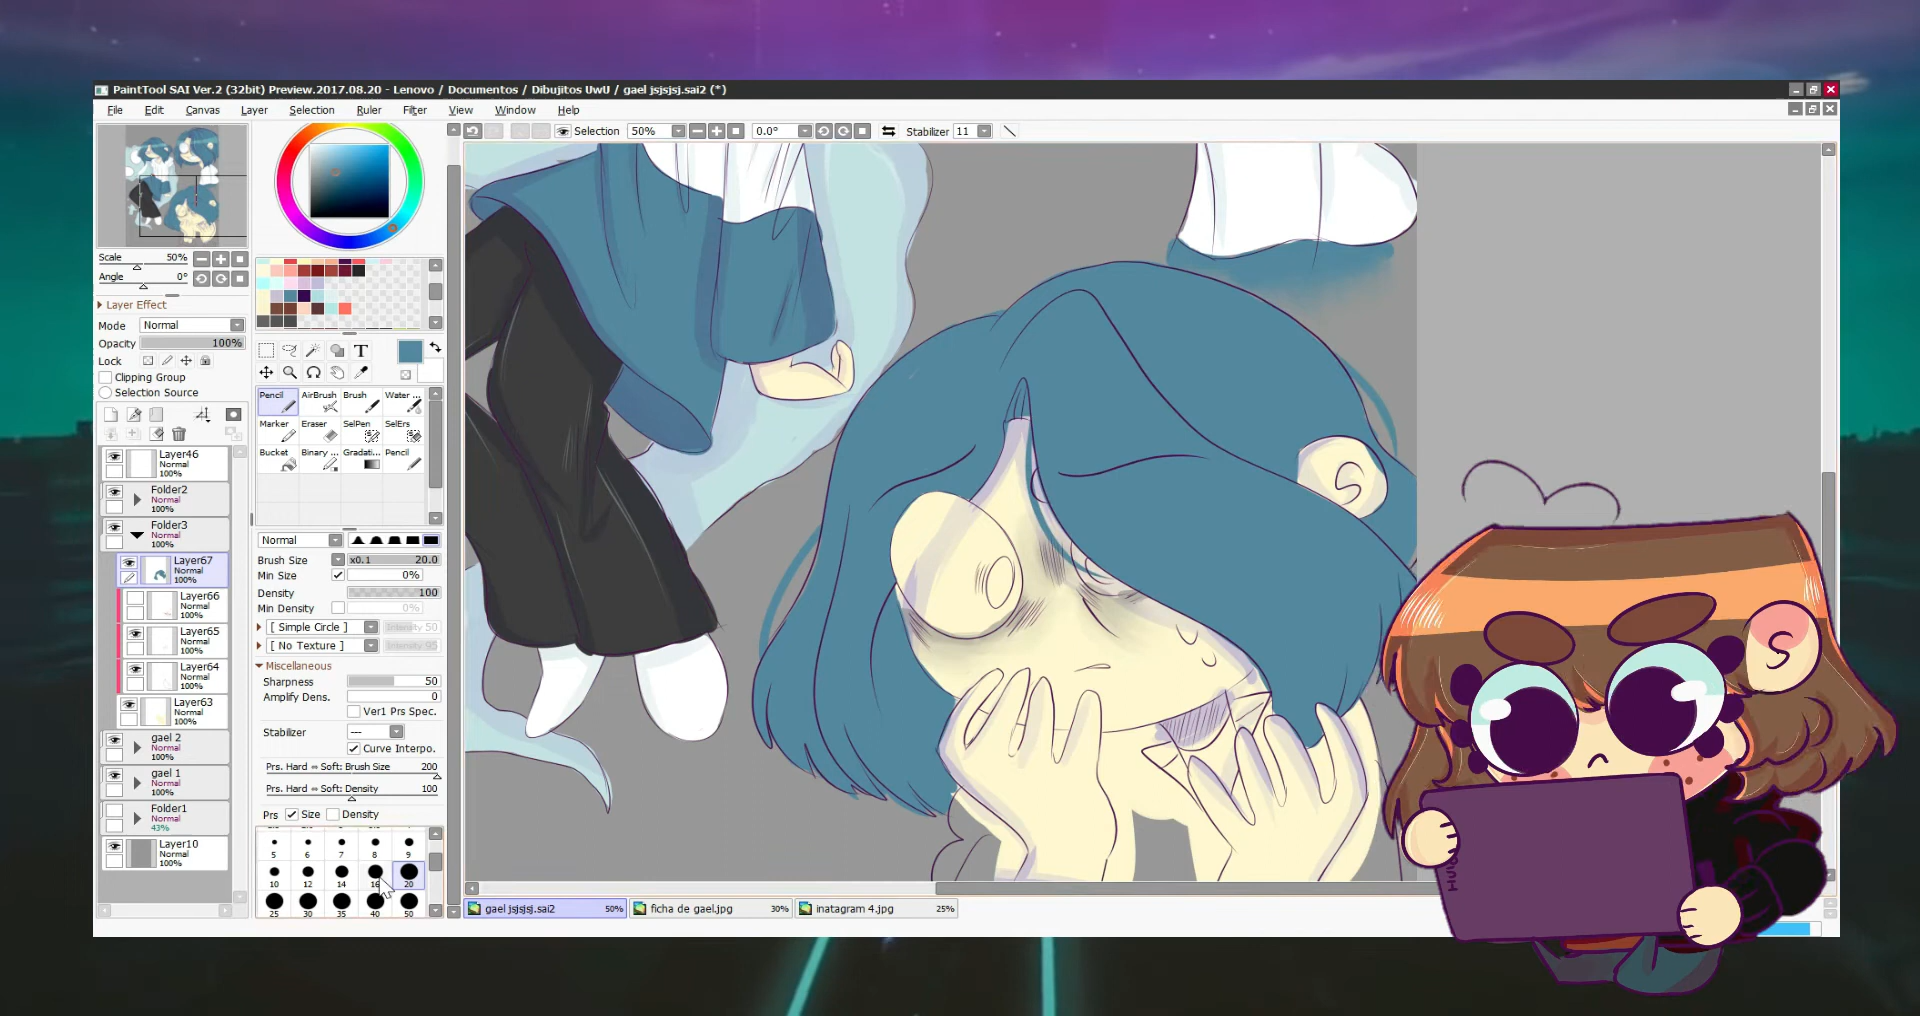 PaintTool SAI Ver.2 (32bit) Preview.2017.08.20 - Lenovo / Documentos / Dibujitos UwU / gael jsjsjsj.sai2 (*)
File Edit Layer Selection Ruler Filter View Window Help
Selection 50% 0.0° Stabilizer 11
Scale 50%
Angle 0°
Layer Effect
Mode Normal
Opacity 100%
Lock
Clipping Group
Selection Source
Layer46
Normal
100%
Folder2
Normal
100%
Folder3
Normal
100%
Layer67
Normal
100%
Layer66
Normal
100%
Layer65
Normal
100%
Layer64
Normal
100%
Layer63
Normal
100%
gael 2
Normal
100%
gael 1
Normal
100%
Folder1
Normal
43%
Layer10
Normal
100%
T
Pencil AirBrush Brush Water ...
Marker Eraser SelPen SelErs
Bucket Binary ... Gradati... Pencil
Normal
Brush Size x0.1 20.0
Min Size 0%
Density 100
Min Density 0%
[ Simple Circle ] Intensity 50
[ No Texture ] Intensity 95
Miscellaneous
Sharpness 50
Amplify Dens. 0
Ver1 Prs Spec.
Stabilizer ---
Curve Interpo.
Prs. Hard ⇔ Soft: Brush Size 200
Prs. Hard ⇔ Soft: Density 100
Prs Size Density
5 6 7 8 9
10 12 14 16 20
25 30 35 40 50
gael jsjsjsj.sai2 50% ficha de gael.jpg 30% inatagram 4.jpg 25%